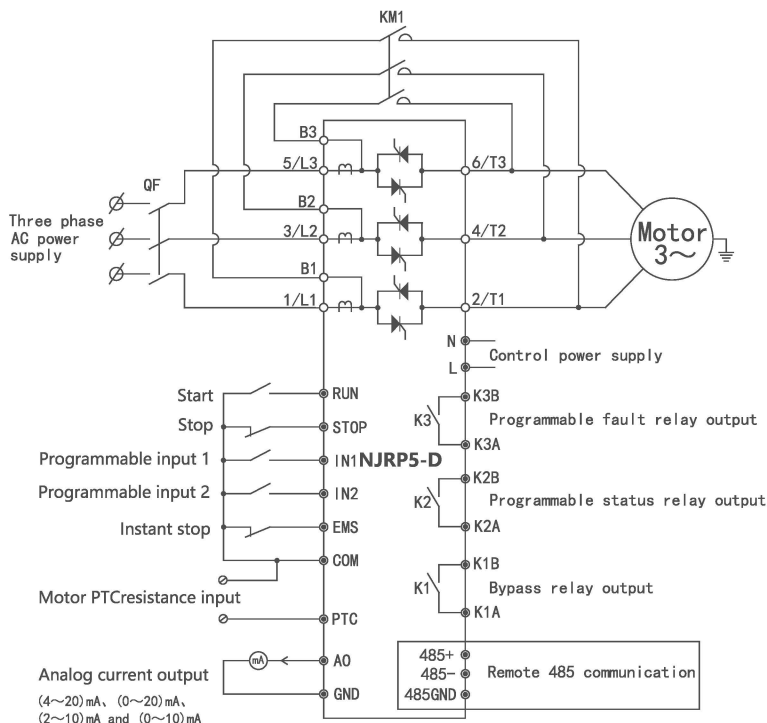 KM1
B3
5/L3
6/T3
QF
B2
Three phase
AC power
supply
3/L2
4/T2
Motor
3～
B1
1/L1
2/T1
N
L
Control power supply
Start
RUN
K3B
K3
Programmable fault relay output
Stop
STOP
K3A
Programmable input 1
IN1
NJRP5-D
K2B
Programmable input 2
IN2
K2
Programmable status relay output
Instant stop
EMS
K2A
COM
K1B
K1
Bypass relay output
Motor PTCresistance input
PTC
K1A
mA
AO
485+
485-
Remote 485 communication
Analog current output
GND
485GND
(4～20)mA、(0～20)mA、
(2～10)mA and (0～10)mA